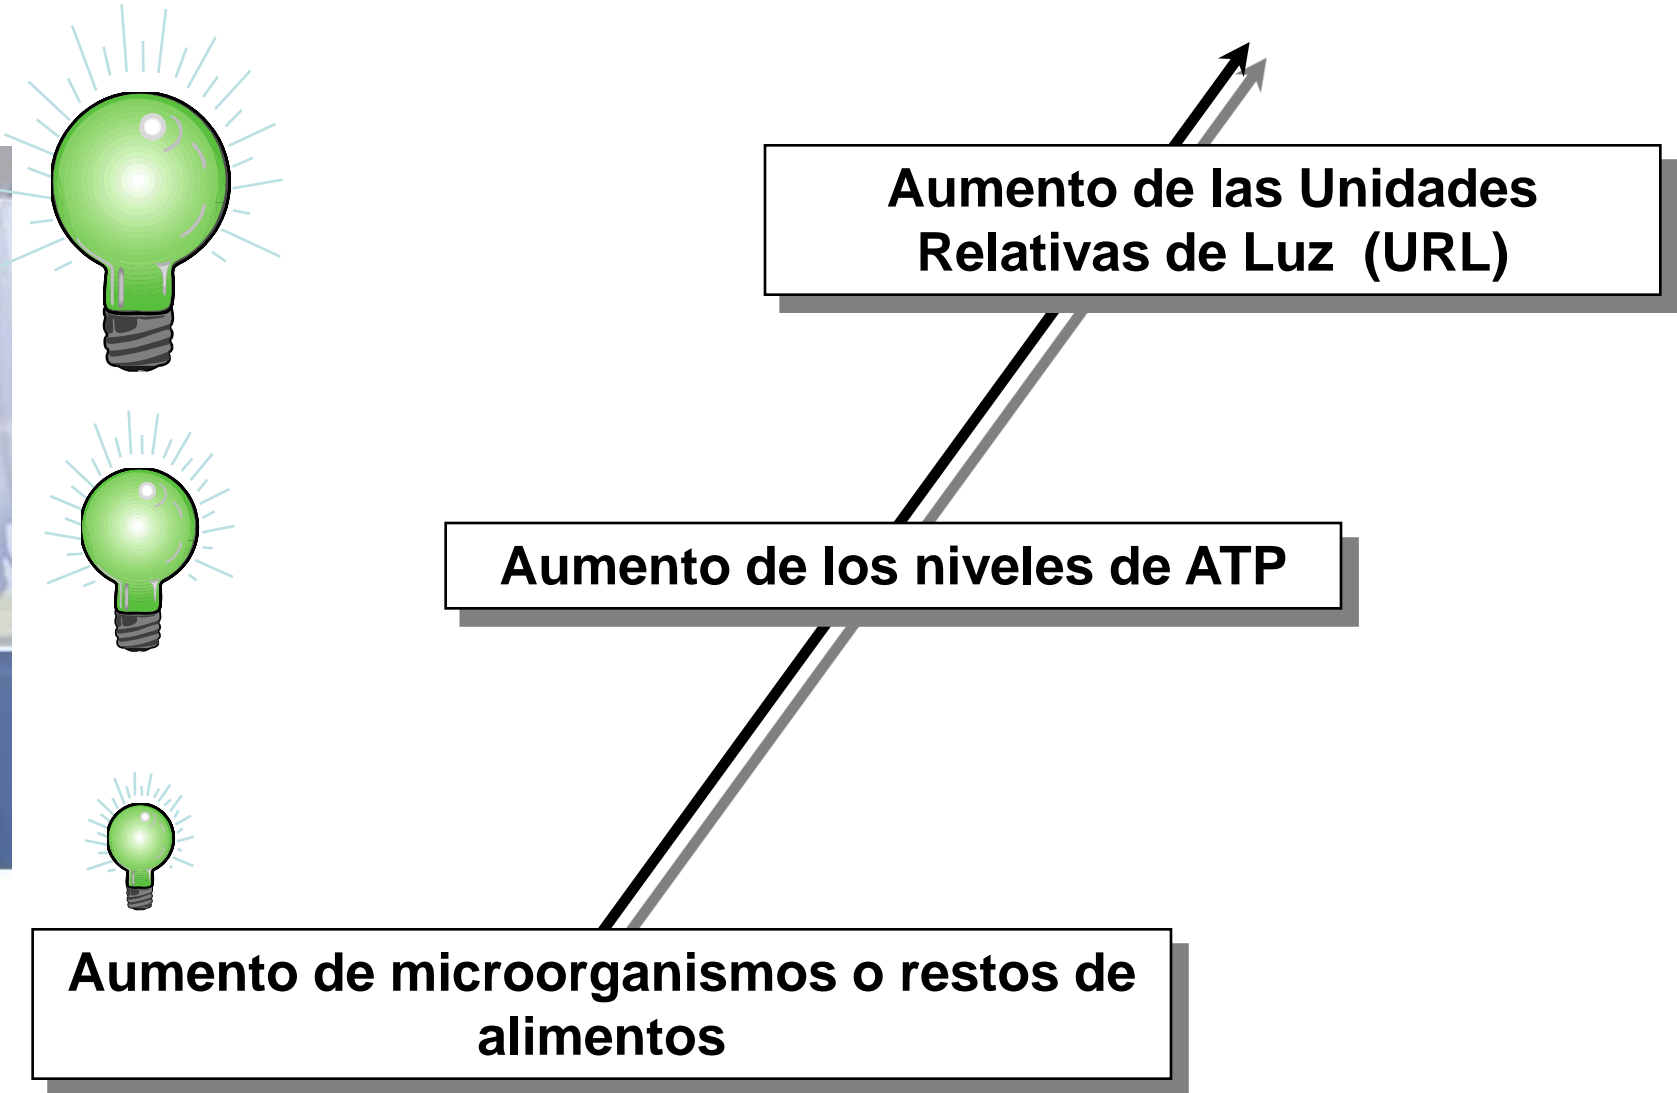 Aumento de las Unidades
Relativas de Luz (URL)
Aumento de los niveles de ATP
Aumento de microorganismos o restos de
alimentos